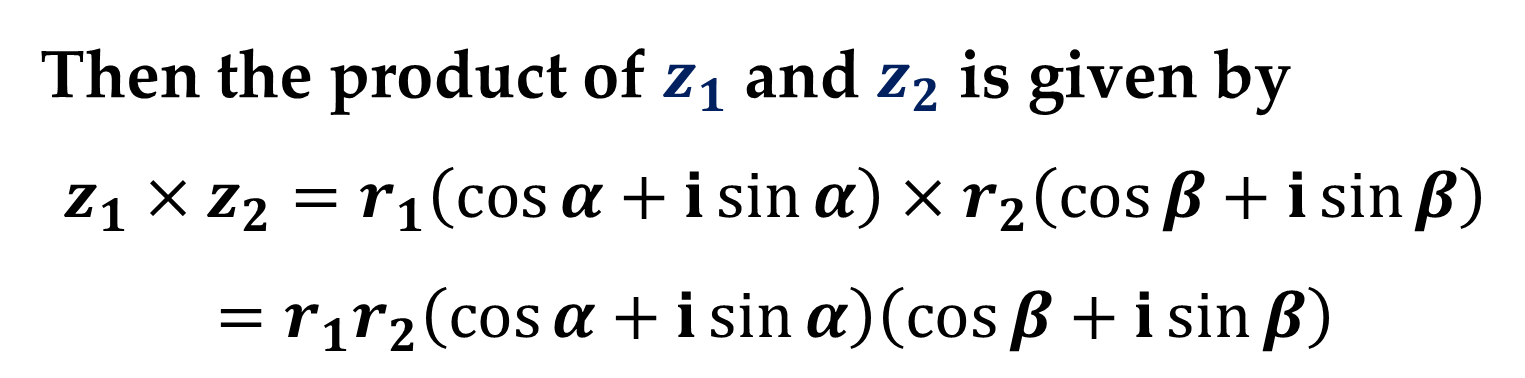 Then the product of z₁ and z₂ is given by
z₁ × z₂ = r₁(cos α + i sin α) × r₂(cos β + i sin β)
= r₁r₂(cos α + i sin α)(cos β + i sin β)